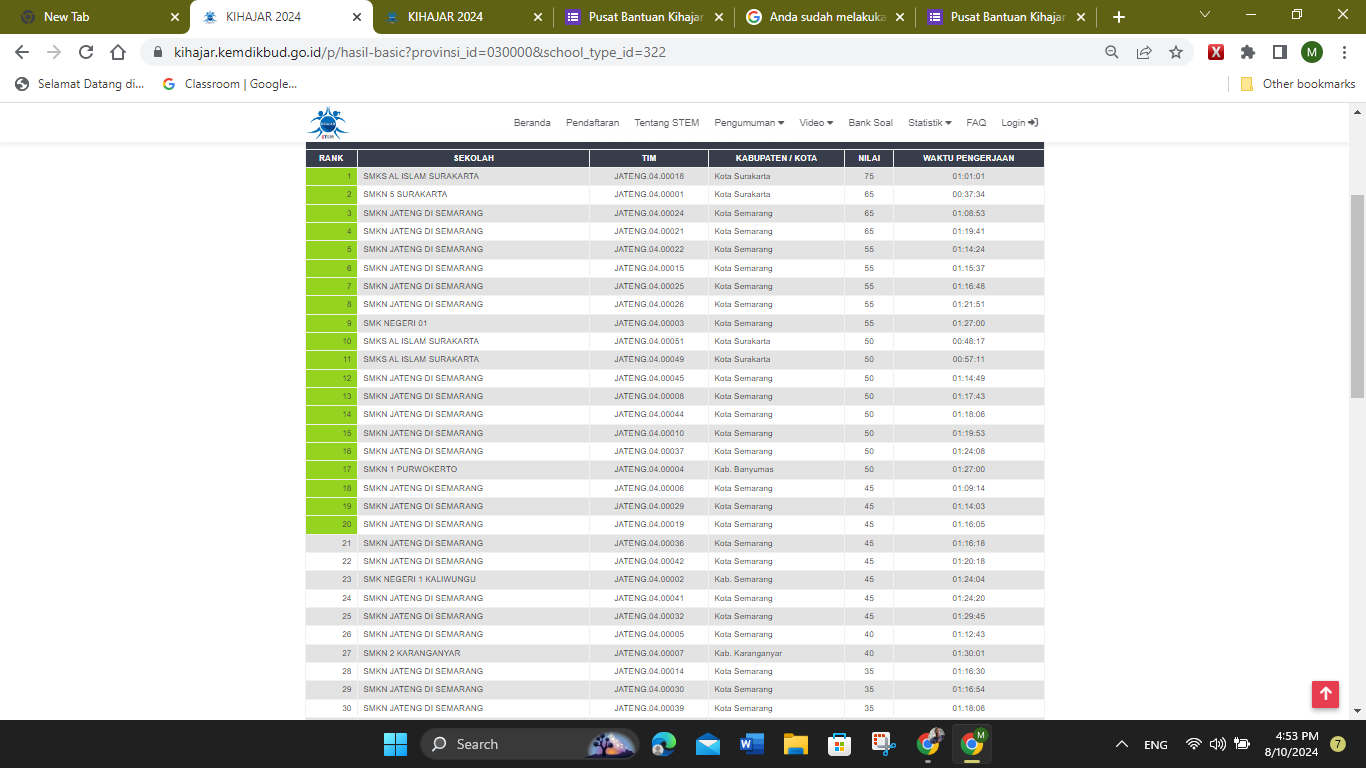 New Tab
KIHAJAR 2024
KIHAJAR 2024
Pusat Bantuan Kihajar
Anda sudah melakuka
Pusat Bantuan Kihajar
kihajar.kemdikbud.go.id/p/hasil-basic?provinsi_id=030000&school_type_id=322
X
M
Selamat Datang di...
Classroom | Google...
Other bookmarks
STEM
Beranda Pendaftaran Tentang STEM Pengumuman Video Bank Soal Statistik FAQ Login
RANK SEKOLAH TIM KABUPATEN / KOTA NILAI WAKTU PENGERJAAN
1 SMKS AL ISLAM SURAKARTA JATENG.04.00018 Kota Surakarta 75 01:01:01
2 SMKN 5 SURAKARTA JATENG.04.00001 Kota Surakarta 65 00:37:34
3 SMKN JATENG DI SEMARANG JATENG.04.00024 Kota Semarang 65 01:08:53
4 SMKN JATENG DI SEMARANG JATENG.04.00021 Kota Semarang 65 01:19:41
5 SMKN JATENG DI SEMARANG JATENG.04.00022 Kota Semarang 55 01:14:24
6 SMKN JATENG DI SEMARANG JATENG.04.00015 Kota Semarang 55 01:15:37
7 SMKN JATENG DI SEMARANG JATENG.04.00025 Kota Semarang 55 01:16:48
8 SMKN JATENG DI SEMARANG JATENG.04.00026 Kota Semarang 55 01:21:51
9 SMK NEGERI 01 JATENG.04.00003 Kota Semarang 55 01:27:00
10 SMKS AL ISLAM SURAKARTA JATENG.04.00051 Kota Surakarta 50 00:48:17
11 SMKS AL ISLAM SURAKARTA JATENG.04.00049 Kota Surakarta 50 00:57:11
12 SMKN JATENG DI SEMARANG JATENG.04.00045 Kota Semarang 50 01:14:49
13 SMKN JATENG DI SEMARANG JATENG.04.00008 Kota Semarang 50 01:17:43
14 SMKN JATENG DI SEMARANG JATENG.04.00044 Kota Semarang 50 01:18:06
15 SMKN JATENG DI SEMARANG JATENG.04.00010 Kota Semarang 50 01:19:53
16 SMKN JATENG DI SEMARANG JATENG.04.00037 Kota Semarang 50 01:24:08
17 SMKN 1 PURWOKERTO JATENG.04.00004 Kab. Banyumas 50 01:27:00
18 SMKN JATENG DI SEMARANG JATENG.04.00006 Kota Semarang 45 01:09:14
19 SMKN JATENG DI SEMARANG JATENG.04.00029 Kota Semarang 45 01:14:03
20 SMKN JATENG DI SEMARANG JATENG.04.00019 Kota Semarang 45 01:16:05
21 SMKN JATENG DI SEMARANG JATENG.04.00036 Kota Semarang 45 01:16:18
22 SMKN JATENG DI SEMARANG JATENG.04.00042 Kota Semarang 45 01:20:18
23 SMK NEGERI 1 KALIWUNGU JATENG.04.00002 Kab. Semarang 45 01:24:04
24 SMKN JATENG DI SEMARANG JATENG.04.00041 Kota Semarang 45 01:24:20
25 SMKN JATENG DI SEMARANG JATENG.04.00032 Kota Semarang 45 01:29:45
26 SMKN JATENG DI SEMARANG JATENG.04.00005 Kota Semarang 40 01:12:43
27 SMKN 2 KARANGANYAR JATENG.04.00007 Kab. Karanganyar 40 01:30:01
28 SMKN JATENG DI SEMARANG JATENG.04.00014 Kota Semarang 35 01:16:30
29 SMKN JATENG DI SEMARANG JATENG.04.00030 Kota Semarang 35 01:16:54
30 SMKN JATENG DI SEMARANG JATENG.04.00039 Kota Semarang 35 01:18:06
Search
ENG
4:53 PM
8/10/2024
7